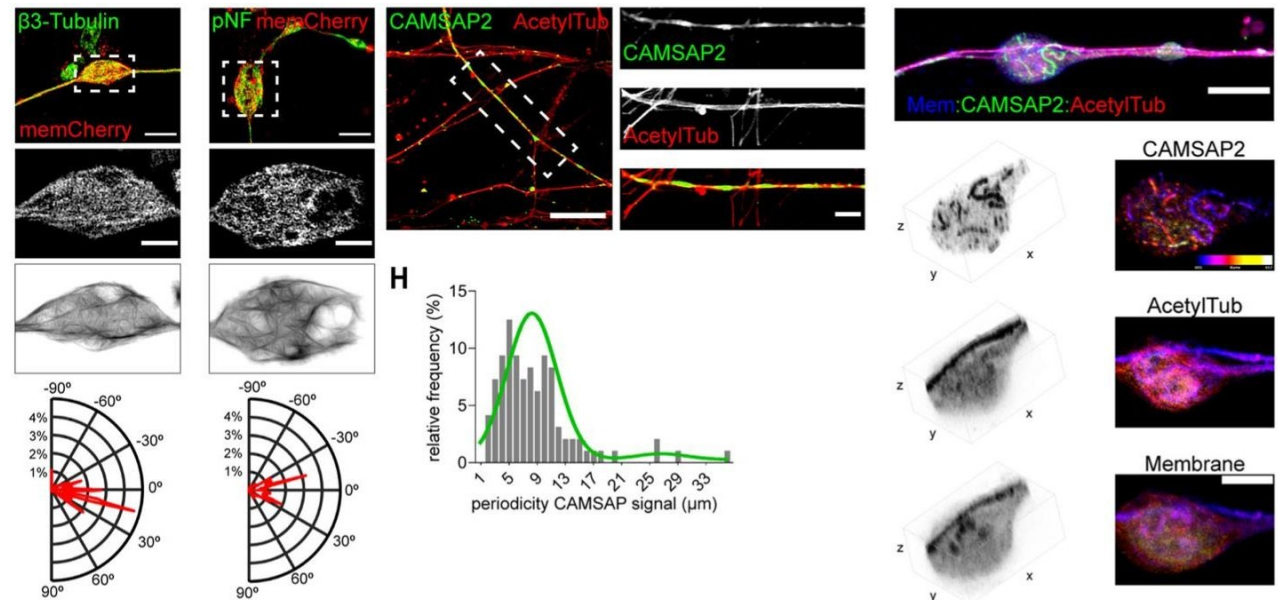 β3-Tubulin
memCherry
pNF memCherry
CAMSAP2 AcetylTub
CAMSAP2
AcetylTub
Mem:CAMSAP2:AcetylTub
CAMSAP2
z
y
x
AcetylTub
z
y
x
Membrane
z
y
x
-90º
-60º
-30º
0º
30º
60º
90º
4%
3%
2%
1%
-90º
-60º
-30º
0º
30º
60º
90º
4%
3%
2%
1%
H
relative frequency (%)
15
10
5
0
1 5 9 13 17 21 25 29 33
periodicity CAMSAP signal (µm)